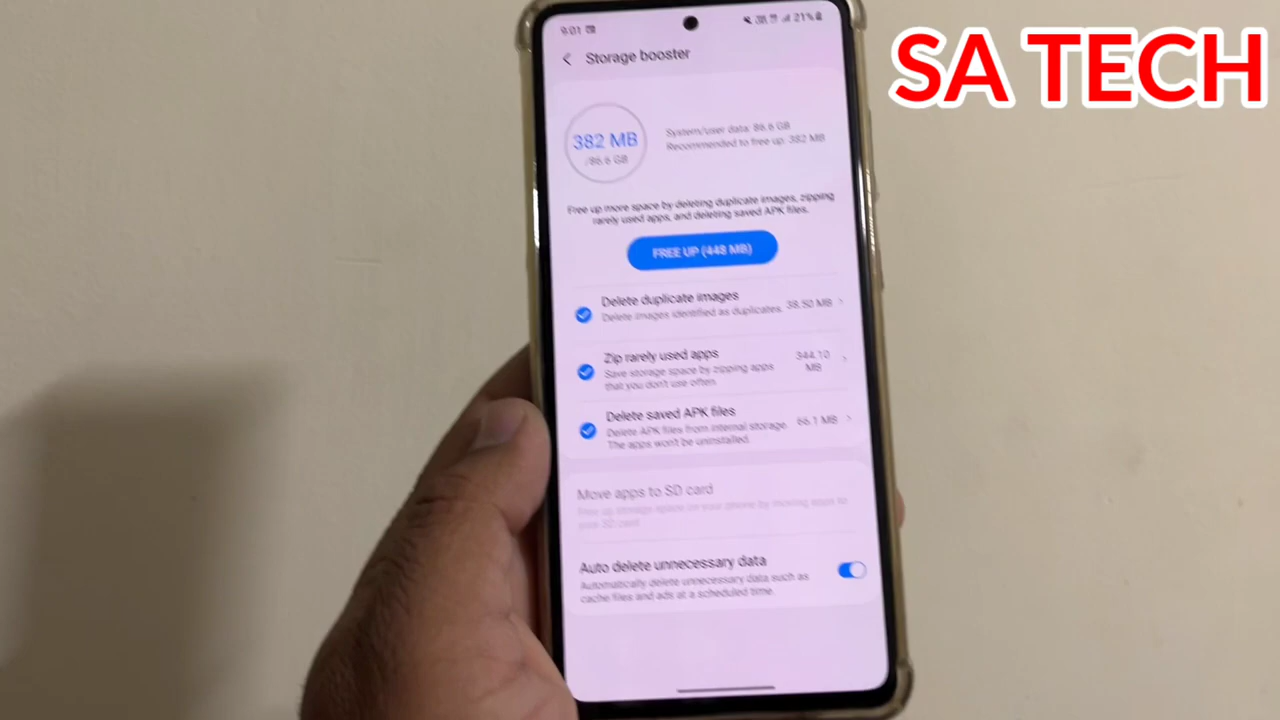 SA TECH
9:01
21%
Storage booster
382 MB
/86.6 GB
System/user data: 86.6 GB
Recommended to free up: 382 MB
Free up more space by deleting duplicate images, zipping
rarely used apps, and deleting saved APK files.
FREE UP (448 MB)
Delete duplicate images
Delete images identified as duplicates.
38.50 MB
Zip rarely used apps
Save storage space by zipping apps
that you don't use often.
344.10
MB
Delete saved APK files
Delete APK files from internal storage.
The apps won't be uninstalled.
66.1 MB
Move apps to SD card
Free up storage space on your phone by moving apps to
your SD card.
Auto delete unnecessary data
Automatically delete unnecessary data such as
cache files and ads at a scheduled time.